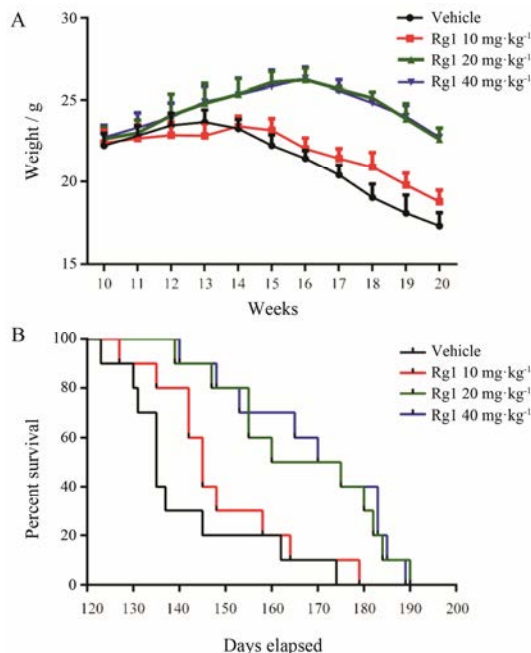 A
Vehicle
Rg1 10 mg·kg⁻¹
Rg1 20 mg·kg⁻¹
Rg1 40 mg·kg⁻¹
30
25
20
15
Weight / g
10 11 12 13 14 15 16 17 18 19 20
Weeks
B
Vehicle
Rg1 10 mg·kg⁻¹
Rg1 20 mg·kg⁻¹
Rg1 40 mg·kg⁻¹
100
80
60
40
20
0
Percent survival
120 130 140 150 160 170 180 190 200
Days elapsed